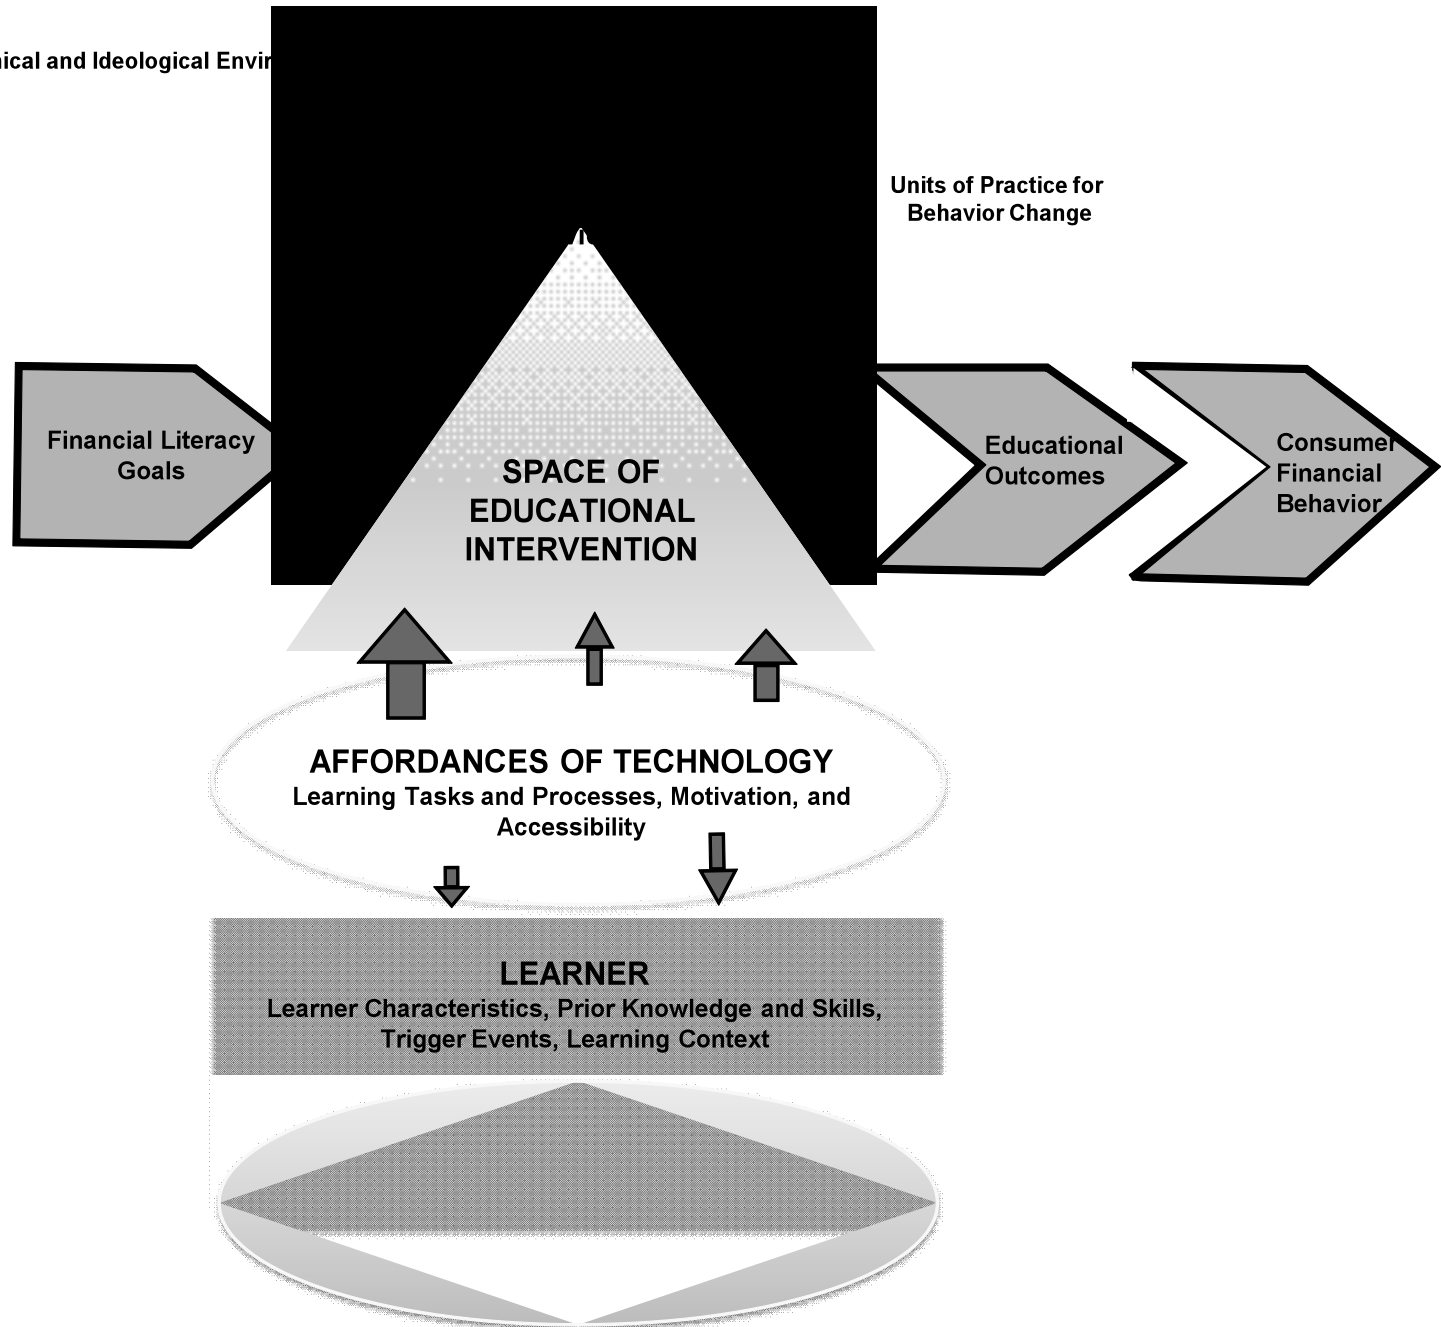 and Ideological
Units of Practice for
Behavior Change
Financial Literacy
Goals
SPACE OF
EDUCATIONAL
INTERVENTION
Educational
Outcomes
Consumer
Financial
Behavior
AFFORDANCES OF TECHNOLOGY
Learning Tasks and Processes, Motivation, and
Accessibility
LEARNER
Learner Characteristics, Prior Knowledge and Skills,
Trigger Events, Learning Context